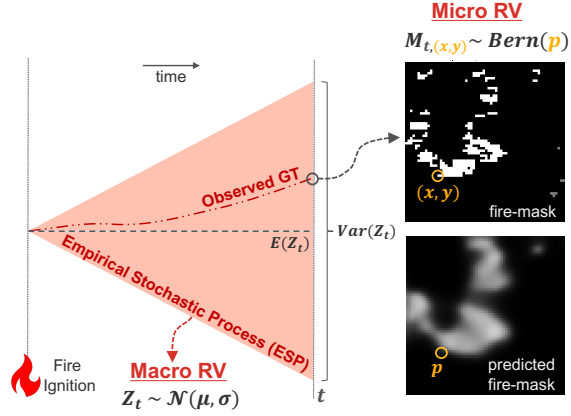 Micro RV
M_{t,(x,y)} ~ Bern(p)
time
Observed GT
(x, y)
fire-mask
E(Z_t)
Var(Z_t)
Empirical Stochastic Process (ESP)
Macro RV
Z_t ~ 𝒩(μ, σ)
t
Fire
Ignition
p
predicted
fire-mask